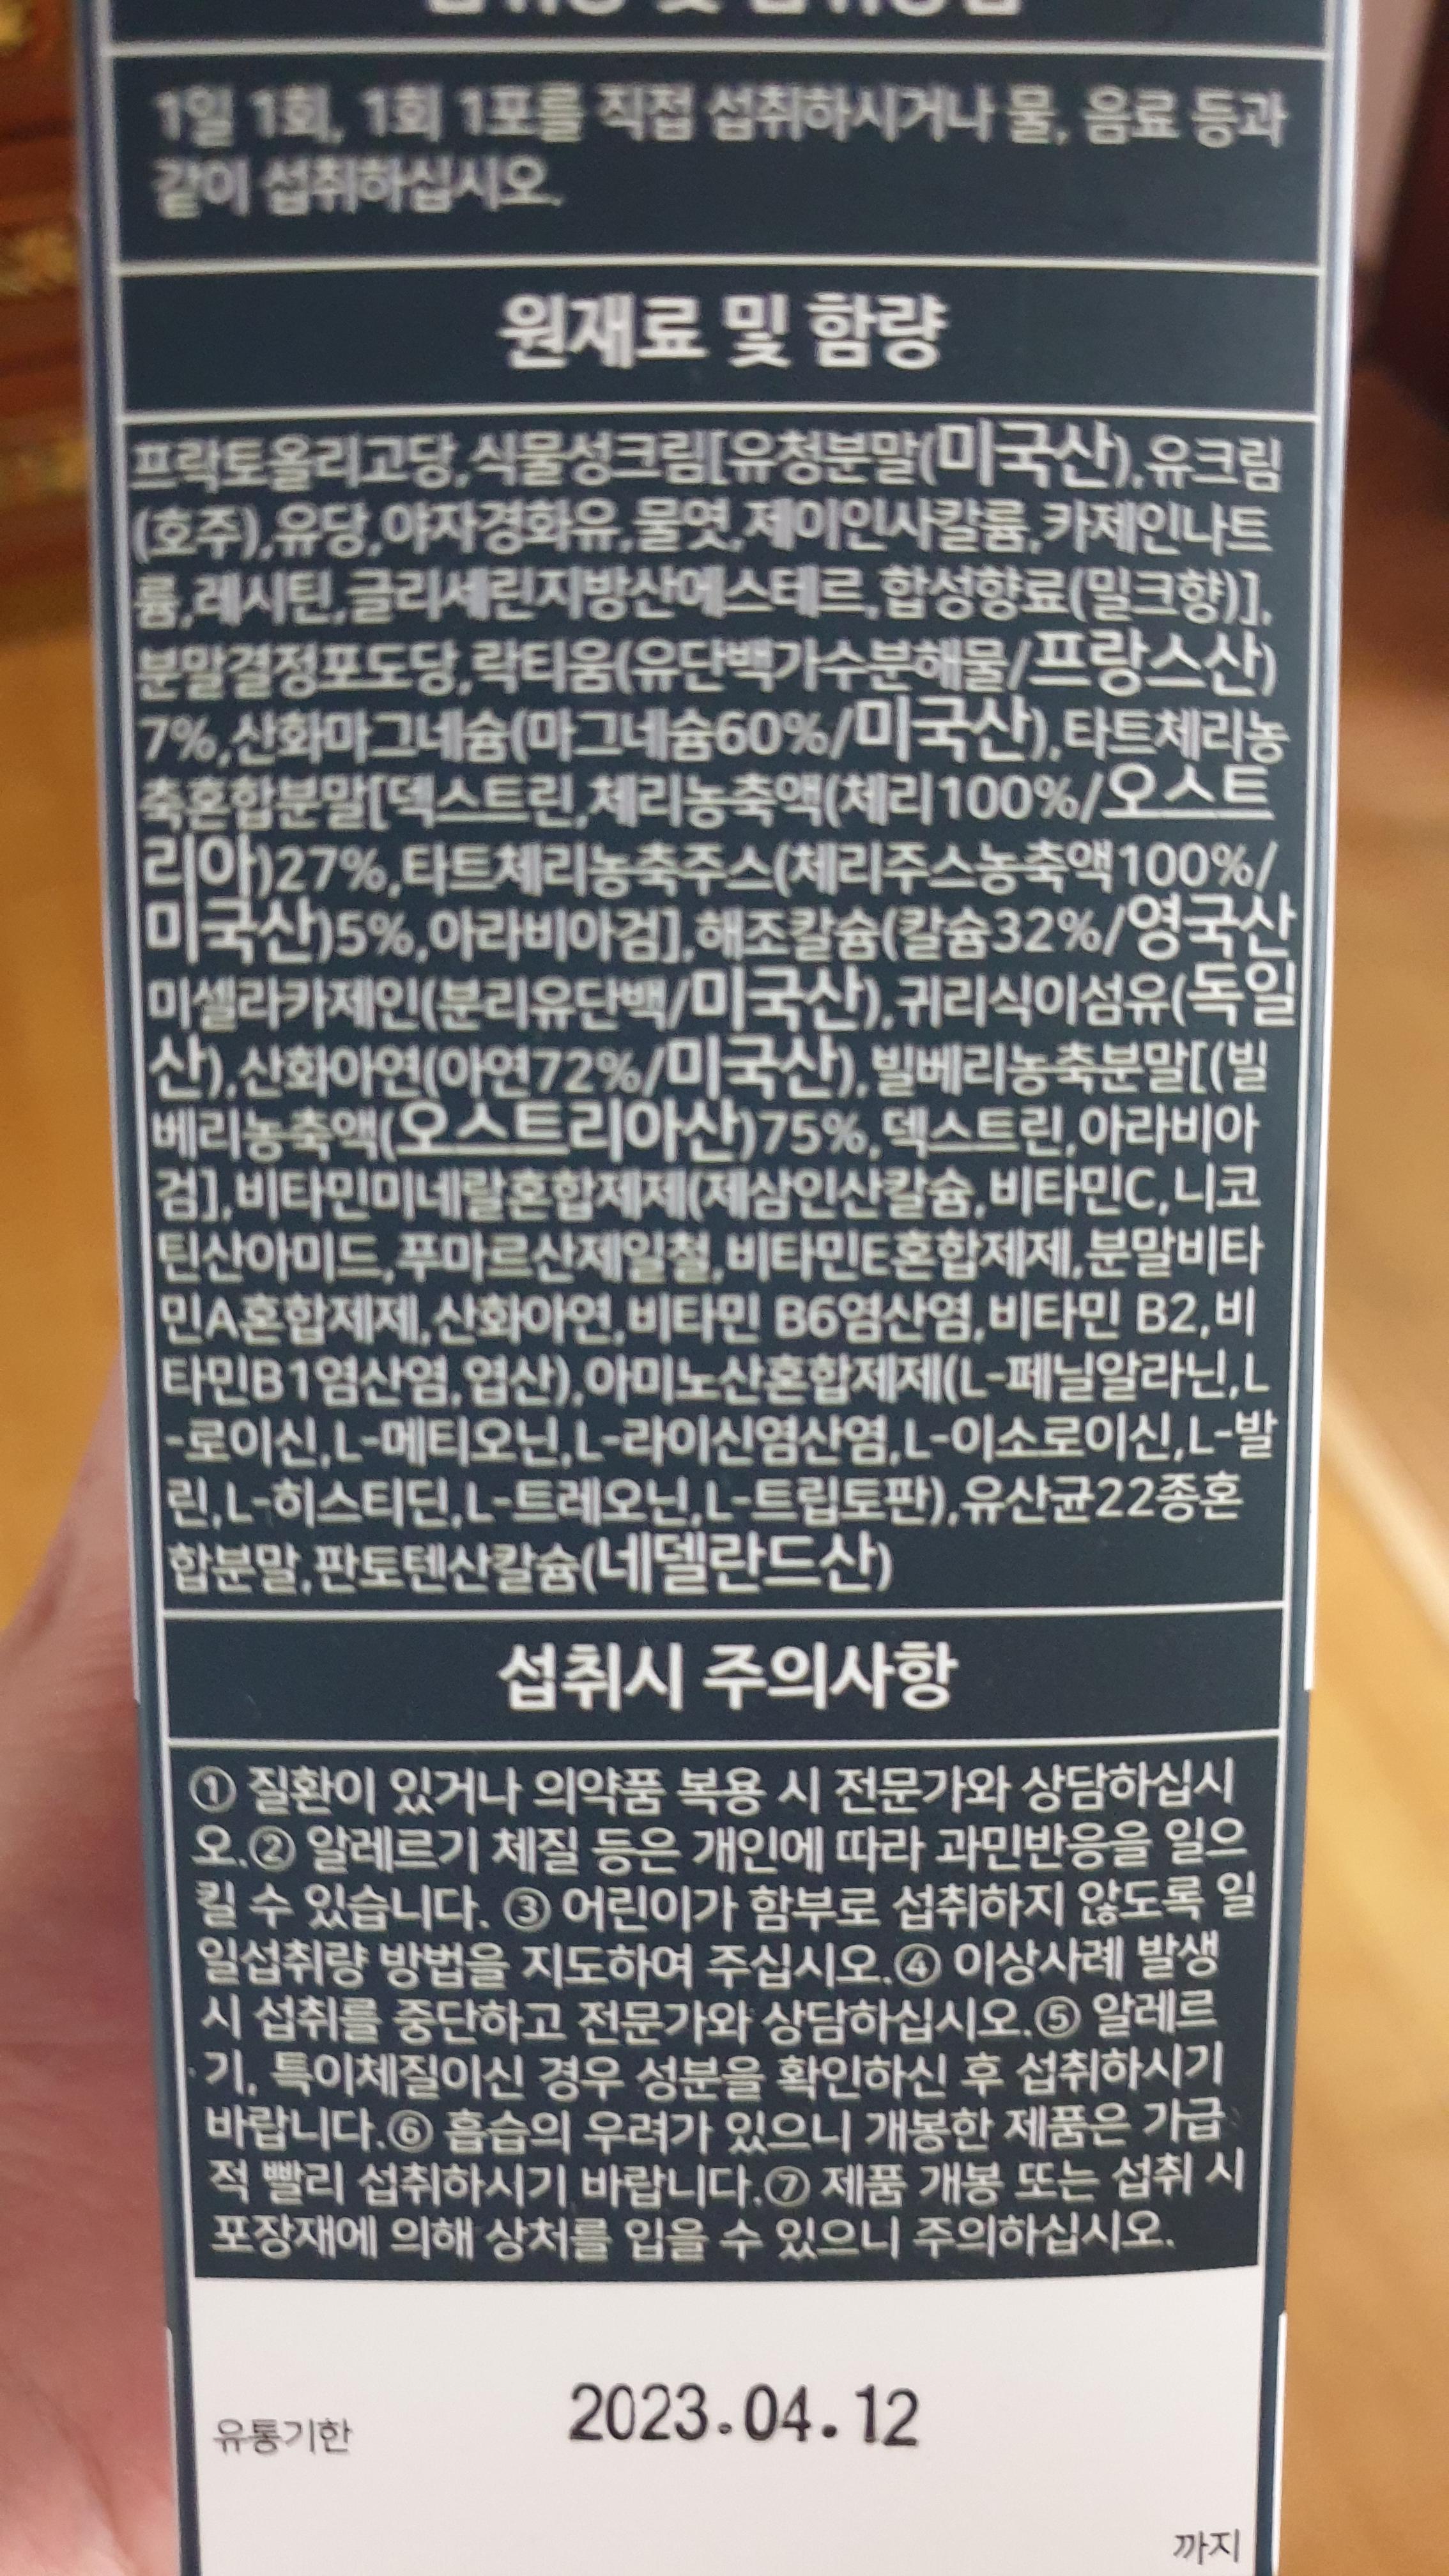 1일 1회, 1회 1포를 직접 섭취하시거나 물, 음료 등과
같이 섭취하십시오.
원재료 및 함량
프락토올리고당,식물성크림[유청분말(미국산),유크림
(호주),유당,야자경화유,물엿,제이인사칼륨,카제인나트
륨,레시틴,글리세린지방산에스테르,합성향료(밀크향)],
분말결정포도당,락티움(유단백가수분해물/프랑스산)
7%,산화마그네슘(마그네슘60%/미국산),타트체리농
축혼합분말[덱스트린,체리농축액(체리100%/오스트
리아)27%,타트체리농축주스(체리주스농축액100%/
미국산)5%,아라비아검],해조칼슘(칼슘32%/영국산
미셀라카제인(분리유단백/미국산),귀리식이섬유(독일
산),산화아연(아연72%/미국산),빌베리농축분말[(빌
베리농축액(오스트리아산)75%,덱스트린,아라비아
검],비타민미네랄혼합제제(제삼인산칼슘,비타민C,니코
틴산아미드,푸마르산제일철,비타민E혼합제제,분말비타
민A혼합제제,산화아연,비타민 B6염산염,비타민 B2,비
타민B1염산염,엽산),아미노산혼합제제(L-페닐알라닌,L
-로이신,L-메티오닌,L-라이신염산염,L-이소로이신,L-발
린,L-히스티딘,L-트레오닌,L-트립토판),유산균22종혼
합분말,판토텐산칼슘(네델란드산)
섭취시 주의사항
① 질환이 있거나 의약품 복용 시 전문가와 상담하십시
오.② 알레르기 체질 등은 개인에 따라 과민반응을 일으
킬 수 있습니다. ③ 어린이가 함부로 섭취하지 않도록 일
일섭취량 방법을 지도하여 주십시오.④ 이상사례 발생
시 섭취를 중단하고 전문가와 상담하십시오.⑤ 알레르
기, 특이체질이신 경우 성분을 확인하신 후 섭취하시기
바랍니다.⑥ 흡습의 우려가 있으니 개봉한 제품은 가급
적 빨리 섭취하시기 바랍니다.⑦ 제품 개봉 또는 섭취 시
포장재에 의해 상처를 입을 수 있으니 주의하십시오.
유통기한 2023.04.12
까지